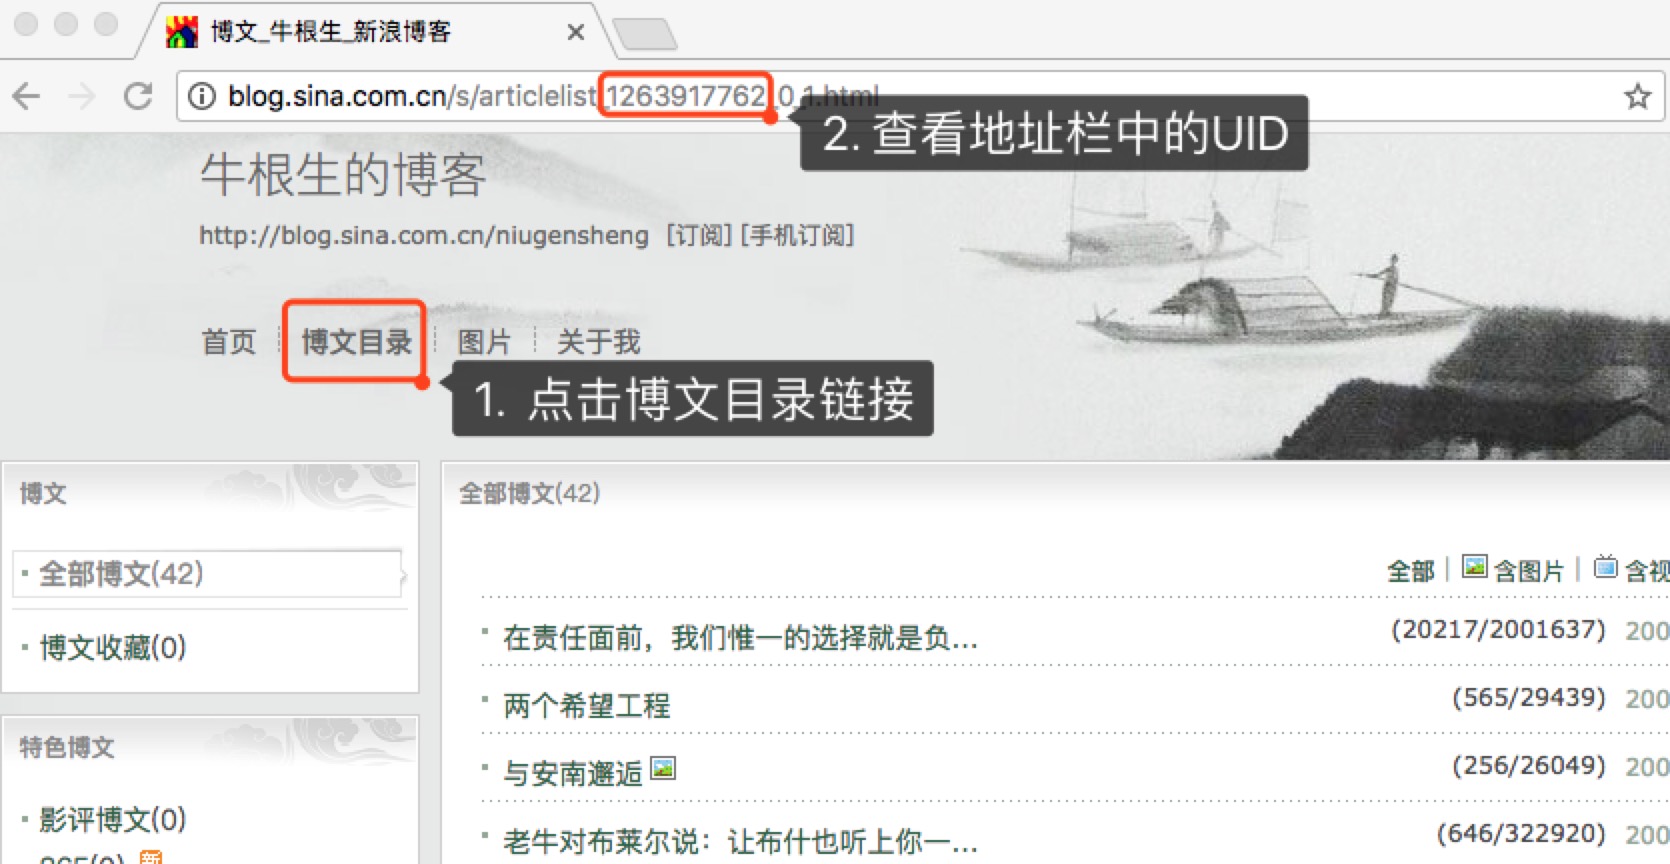 博文_牛根生_新浪博客
blog.sina.com.cn/s/articlelist_1263917762_0_1.html
2. 查看地址栏中的UID
牛根生的博客
http://blog.sina.com.cn/niugensheng [订阅] [手机订阅]
首页 博文目录 图片 关于我
1. 点击博文目录链接
博文
全部博文(42)
博文收藏(0)
特色博文
影评博文(0)
新
全部博文(42)
全部 含图片 含视
在责任面前，我们惟一的选择就是负... (20217/2001637) 200
两个希望工程 (565/29439) 200
与安南邂逅 (256/26049) 200
老牛对布莱尔说：让布什也听上你一... (646/322920) 200